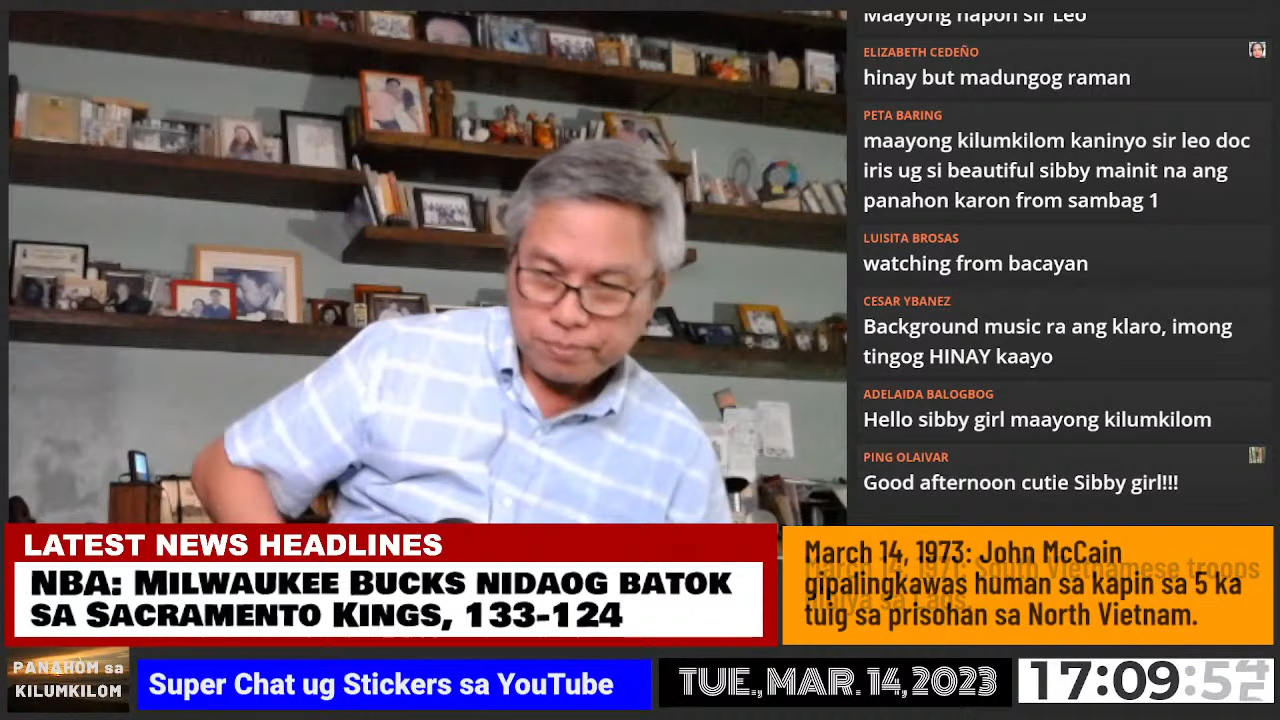 Maayong hapon sir Leo
ELIZABETH CEDEÑO
hinay but madungog raman
PETA BARING
maayong kilumkilom kaninyo sir leo doc
iris ug si beautiful sibby mainit na ang
panahon karon from sambag 1
LUISITA BROSAS
watching from bacayan
CESAR YBANEZ
Background music ra ang klaro, imong
tingog HINAY kaayo
ADELAIDA BALOGBOG
Hello sibby girl maayong kilumkilom
PING OLAIVAR
Good afternoon cutie Sibby girl!!!
LATEST NEWS HEADLINES
NBA: MILWAUKEE BUCKS NIDAOG BATOK
SA SACRAMENTO KINGS, 133-124
March 14, 1973: John McCain
gipalingkawas human sa kapin sa 5 ka
tuig sa prisohan sa North Vietnam.
PANAHOM sa
KILUMKILOM
Super Chat ug Stickers sa YouTube
TUE., MAR. 14, 2023
17:09:5